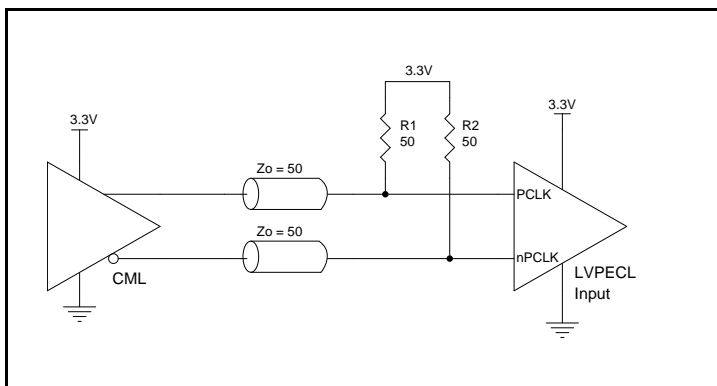 3.3V
3.3V
3.3V
R1
50
R2
50
Zo = 50
PCLK
Zo = 50
nPCLK
CML
LVPECL
Input